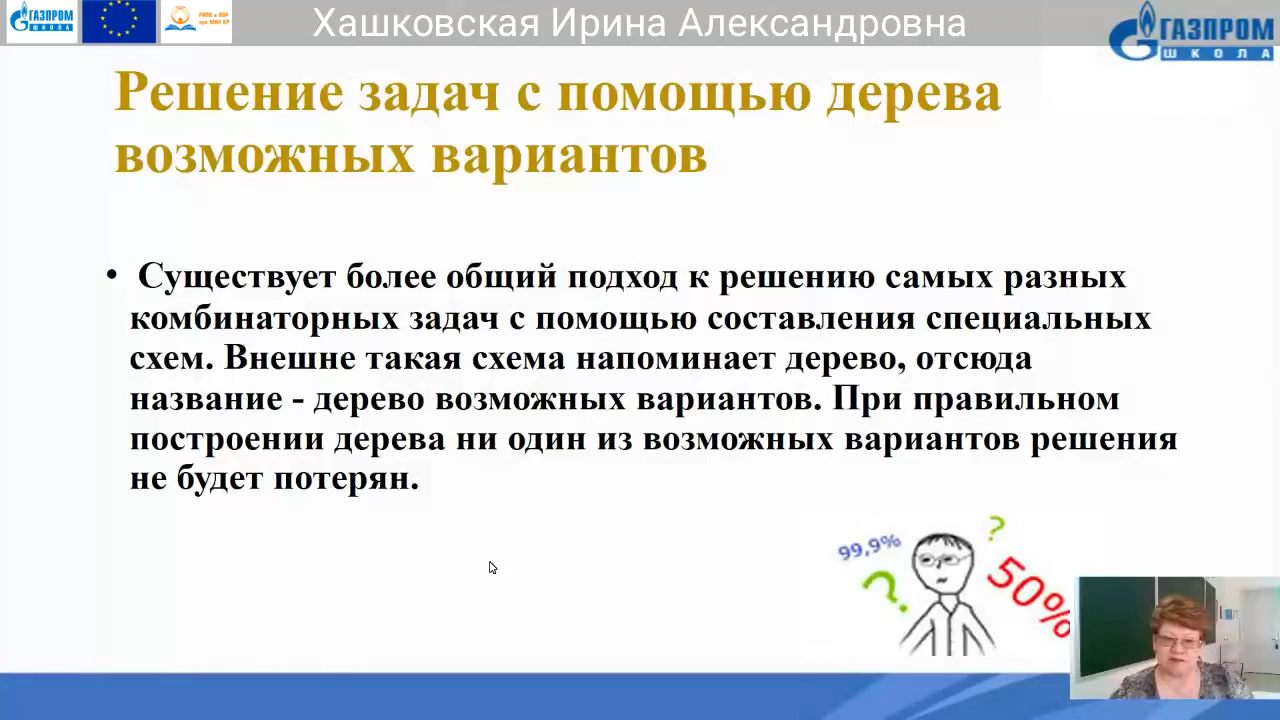 ГАЗПРОМ
ШКОЛА
Хашковская Ирина Александровна
ГАЗПРОМ
ШКОЛА
Решение задач с помощью дерева
возможных вариантов
• Существует более общий подход к решению самых разных
комбинаторных задач с помощью составления специальных
схем. Внешне такая схема напоминает дерево, отсюда
название - дерево возможных вариантов. При правильном
построении дерева ни один из возможных вариантов решения
не будет потерян.
99,9%
?
?
50%